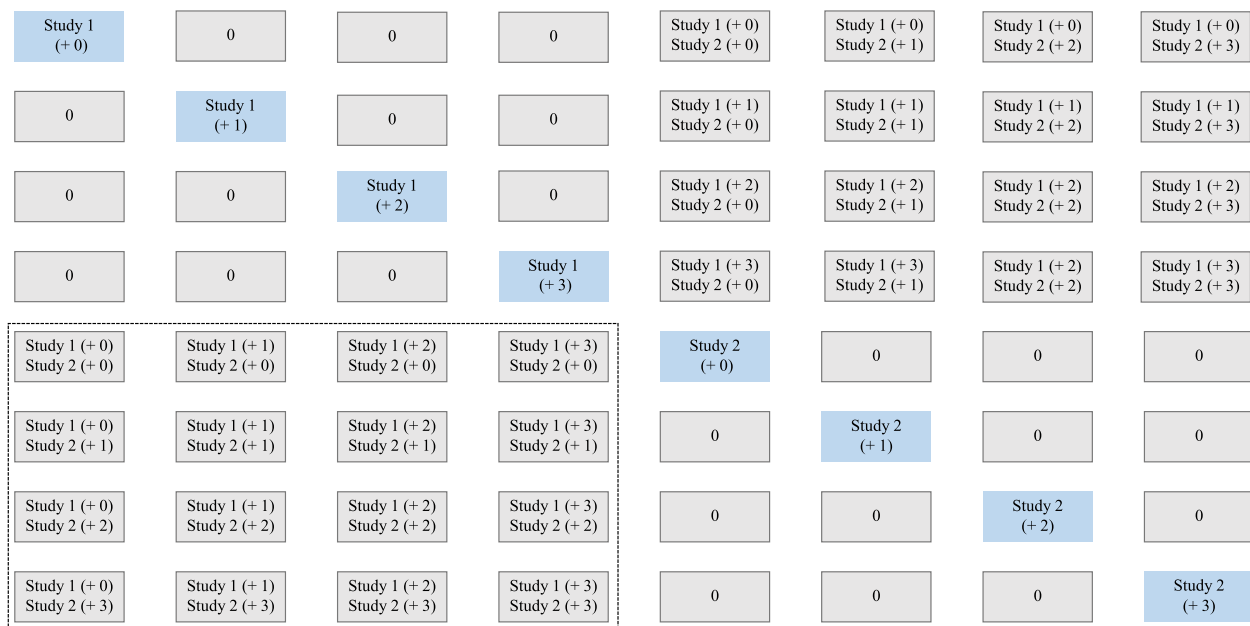 Study 1
(+ 0)
0
0
0
Study 1 (+ 0)
Study 2 (+ 0)
Study 1 (+ 0)
Study 2 (+ 1)
Study 1 (+ 0)
Study 2 (+ 2)
Study 1 (+ 0)
Study 2 (+ 3)
0
Study 1
(+ 1)
0
0
Study 1 (+ 1)
Study 2 (+ 0)
Study 1 (+ 1)
Study 2 (+ 1)
Study 1 (+ 1)
Study 2 (+ 2)
Study 1 (+ 1)
Study 2 (+ 3)
0
0
Study 1
(+ 2)
0
Study 1 (+ 2)
Study 2 (+ 0)
Study 1 (+ 2)
Study 2 (+ 1)
Study 1 (+ 2)
Study 2 (+ 2)
Study 1 (+ 2)
Study 2 (+ 3)
0
0
0
Study 1
(+ 3)
Study 1 (+ 3)
Study 2 (+ 0)
Study 1 (+ 3)
Study 2 (+ 1)
Study 1 (+ 2)
Study 2 (+ 2)
Study 1 (+ 3)
Study 2 (+ 3)
Study 1 (+ 0)
Study 2 (+ 0)
Study 1 (+ 1)
Study 2 (+ 0)
Study 1 (+ 2)
Study 2 (+ 0)
Study 1 (+ 3)
Study 2 (+ 0)
Study 2
(+ 0)
0
0
0
Study 1 (+ 0)
Study 2 (+ 1)
Study 1 (+ 1)
Study 2 (+ 1)
Study 1 (+ 2)
Study 2 (+ 1)
Study 1 (+ 3)
Study 2 (+ 1)
0
Study 2
(+ 1)
0
0
Study 1 (+ 0)
Study 2 (+ 2)
Study 1 (+ 1)
Study 2 (+ 2)
Study 1 (+ 2)
Study 2 (+ 2)
Study 1 (+ 3)
Study 2 (+ 2)
0
0
Study 2
(+ 2)
0
Study 1 (+ 0)
Study 2 (+ 3)
Study 1 (+ 1)
Study 2 (+ 3)
Study 1 (+ 2)
Study 2 (+ 3)
Study 1 (+ 3)
Study 2 (+ 3)
0
0
0
Study 2
(+ 3)